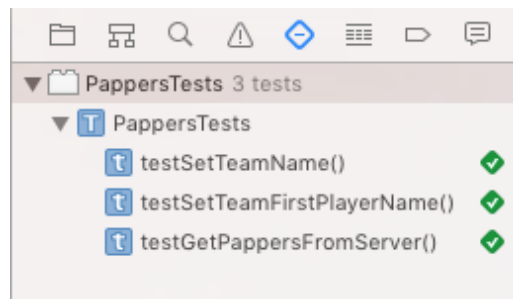 PappersTests 3 tests
T PappersTests
t testSetTeamName()
t testSetTeamFirstPlayerName()
t testGetPappersFromServer()